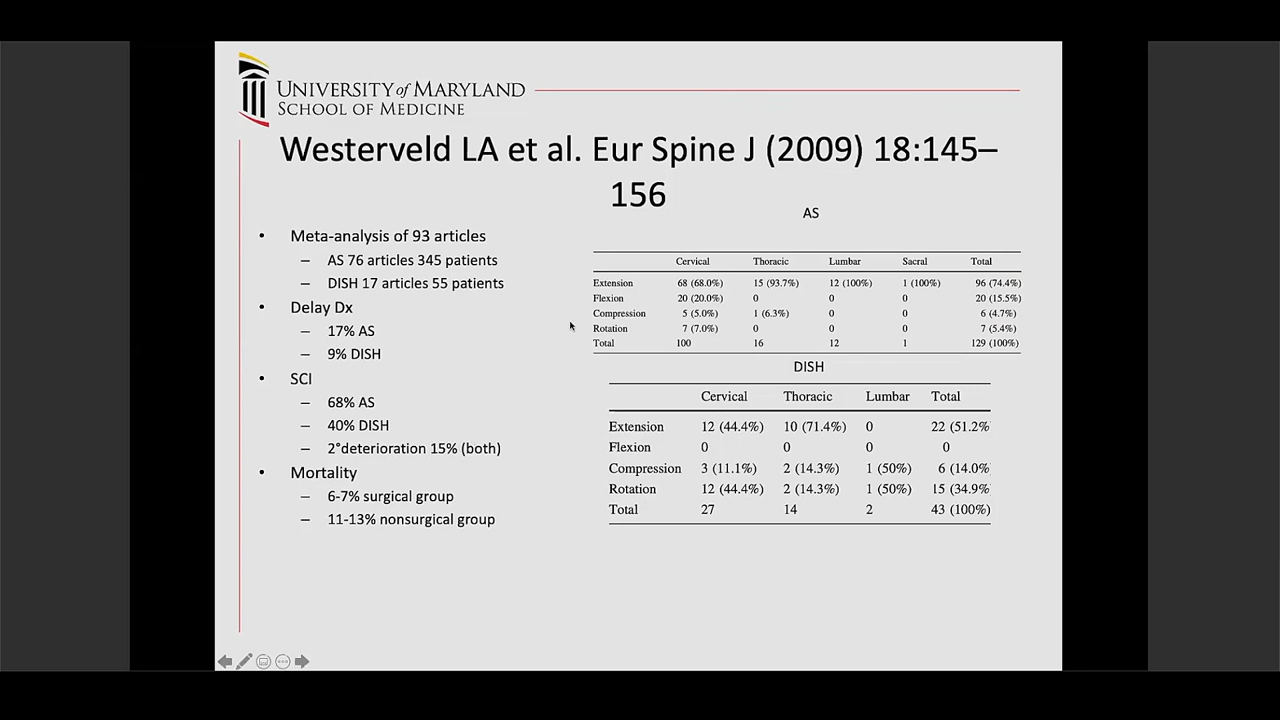 UNIVERSITY of MARYLAND
SCHOOL OF MEDICINE
Westerveld LA et al. Eur Spine J (2009) 18:145–
156
• Meta-analysis of 93 articles
– AS 76 articles 345 patients
– DISH 17 articles 55 patients
• Delay Dx
– 17% AS
– 9% DISH
• SCI
– 68% AS
– 40% DISH
– 2°deterioration 15% (both)
• Mortality
– 6-7% surgical group
– 11-13% nonsurgical group
AS
Cervical Thoracic Lumbar Sacral Total
Extension 68 (68.0%) 15 (93.7%) 12 (100%) 1 (100%) 96 (74.4%)
Flexion 20 (20.0%) 0 0 0 20 (15.5%)
Compression 5 (5.0%) 1 (6.3%) 0 0 6 (4.7%)
Rotation 7 (7.0%) 0 0 0 7 (5.4%)
Total 100 16 12 1 129 (100%)
DISH
Cervical Thoracic Lumbar Total
Extension 12 (44.4%) 10 (71.4%) 0 22 (51.2%
Flexion 0 0 0 0
Compression 3 (11.1%) 2 (14.3%) 1 (50%) 6 (14.0%
Rotation 12 (44.4%) 2 (14.3%) 1 (50%) 15 (34.9%
Total 27 14 2 43 (100%)